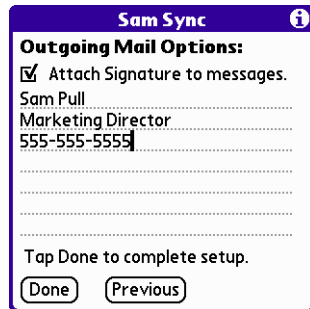 Sam Sync
Outgoing Mail Options:
Attach Signature to messages.
Sam Pull
Marketing Director
555-555-5555
Tap Done to complete setup.
Done Previous